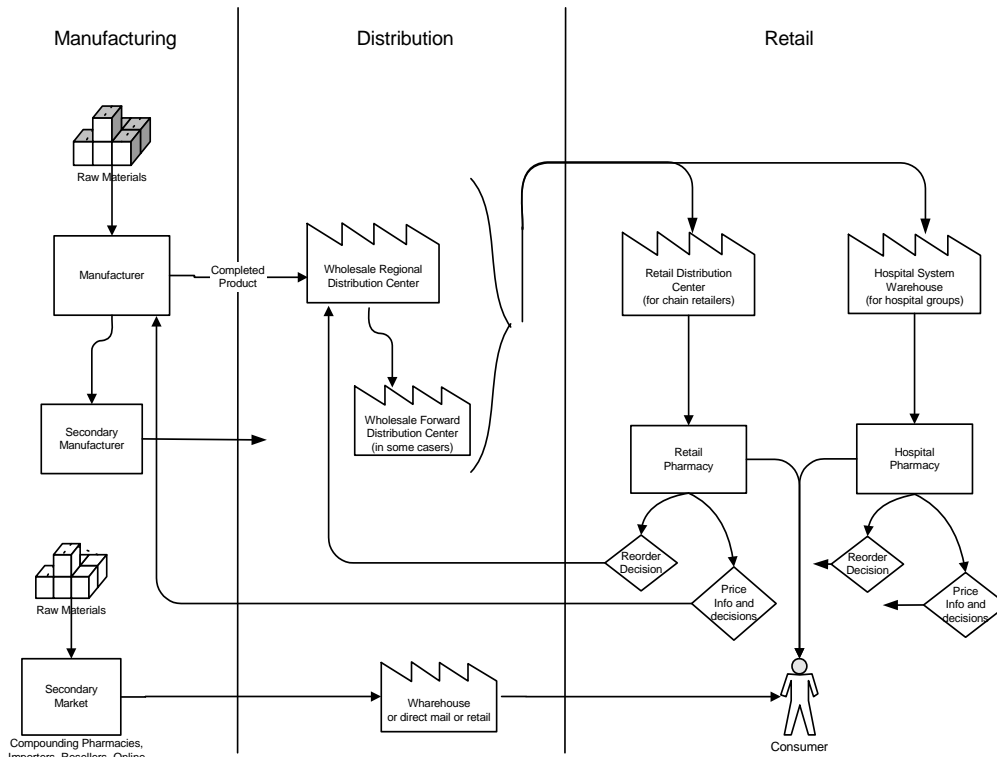 Manufacturing
Distribution
Retail
Raw Materials
Manufacturer
Completed
Product
Wholesale Regional
Distribution Center
Retail Distribution
Center
(for chain retailers)
Hospital System
Warehouse
(for hospital groups)
Secondary
Manufacturer
Wholesale Forward
Distribution Center
(in some casers)
Retail
Pharmacy
Hospital
Pharmacy
Reorder
Decision
Price
Info and
decisions
Reorder
Decision
Price
Info and
decisions
Raw Materials
Secondary
Market
Wharehouse
or direct mail or retail
Compounding Pharmacies,
Importers, Resellers, Online
Consumer